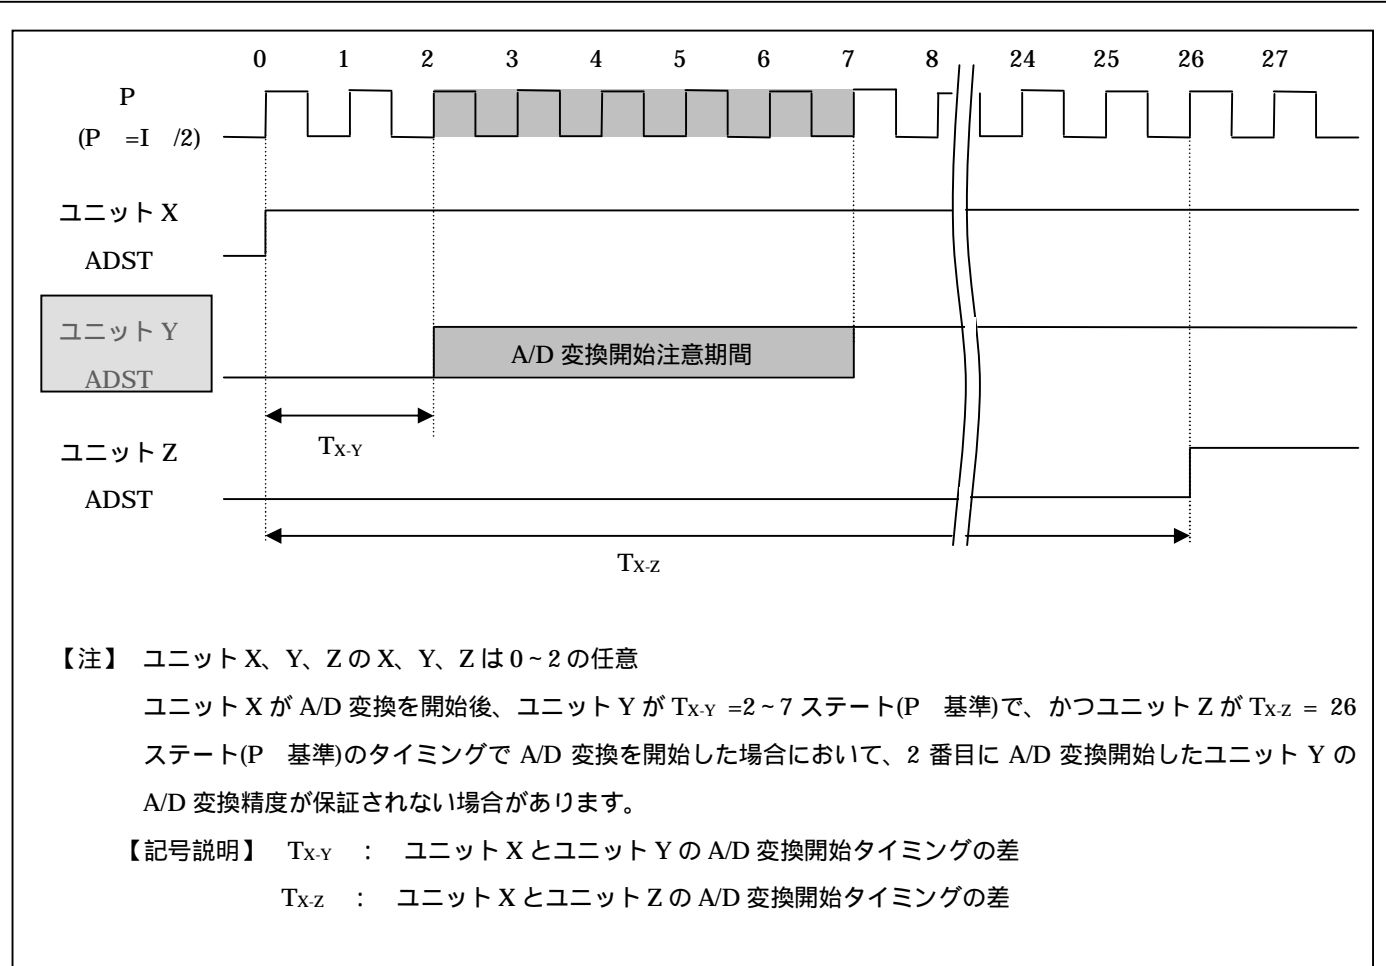 0 1 2 3 4 5 6 7 8 24 25 26 27
P
(P =I /2)
ユニット X
ADST
ユニット Y
A/D 変換開始注意期間
ADST
TX-Y
ユニット Z
ADST
TX-Z
【注】 ユニット X、Y、Z の X、Y、Z は 0~2 の任意
ユニット X が A/D 変換を開始後、ユニット Y が TX-Y =2~7 ステート(P 基準)で、かつユニット Z が TX-Z = 26
ステート(P 基準)のタイミングで A/D 変換を開始した場合において、2 番目に A/D 変換開始したユニット Y の
A/D 変換精度が保証されない場合があります。
【記号説明】 TX-Y : ユニット X とユニット Y の A/D 変換開始タイミングの差
TX-Z : ユニット X とユニット Z の A/D 変換開始タイミングの差